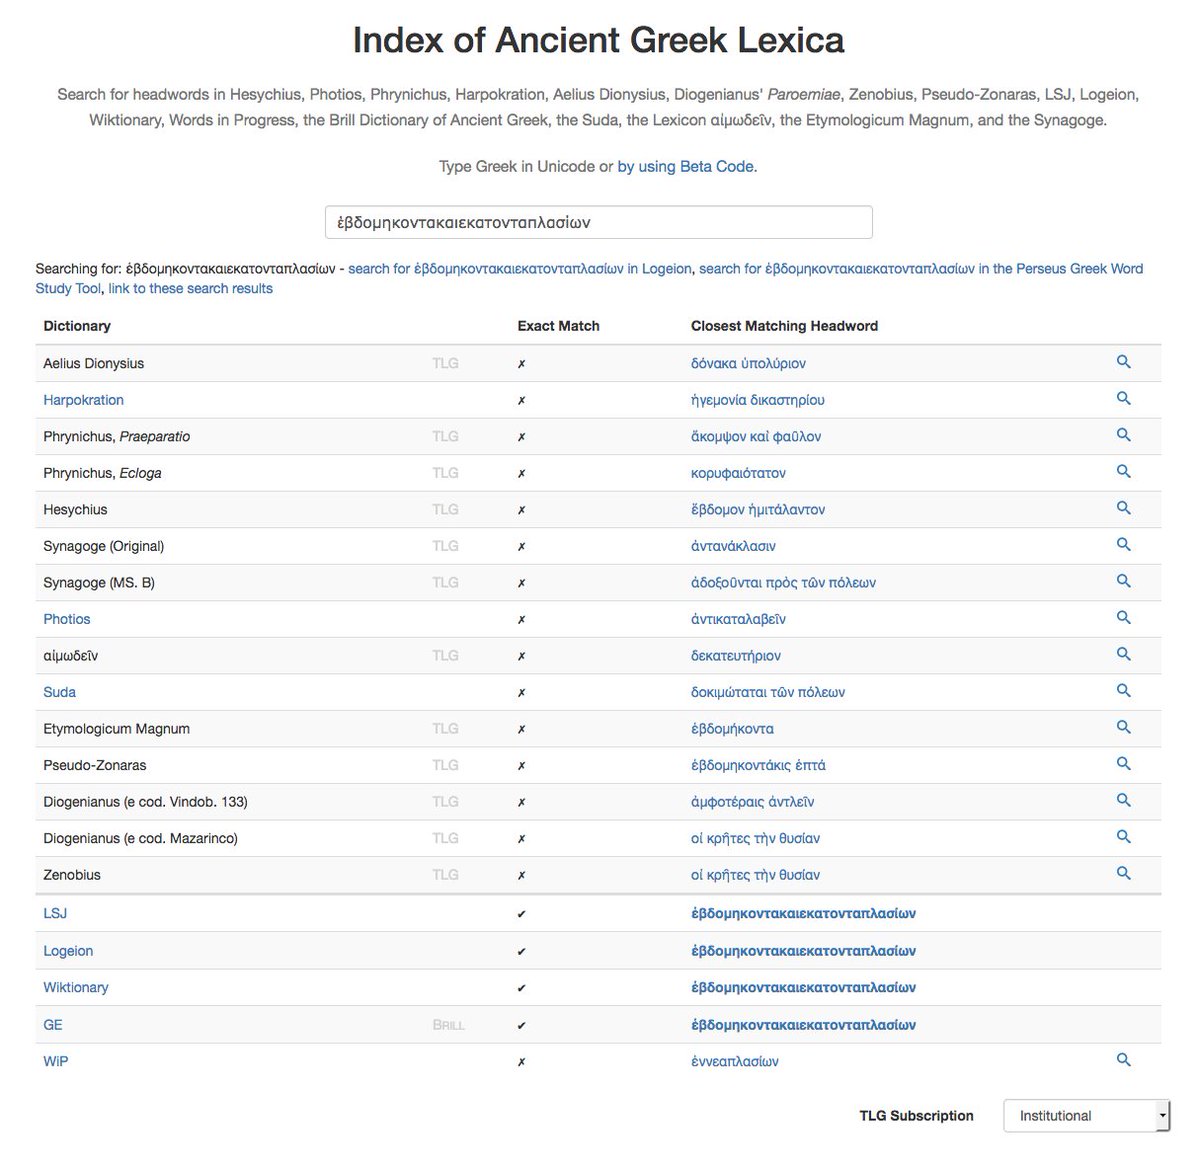 Index of Ancient Greek Lexica
Search for headwords in Hesychius, Photios, Phrynichus, Harpokration, Aelius Dionysius, Diogenianus' Paroemiae, Zenobius, Pseudo-Zonaras, LSJ, Logeion,
Wiktionary, Words in Progress, the Brill Dictionary of Ancient Greek, the Suda, the Lexicon αἱμωδεῖν, the Etymologicum Magnum, and the Synagoge.
Type Greek in Unicode or by using Beta Code.
ἑβδομηκοντακαιεκατονταπλασίων
Searching for: ἑβδομηκοντακαιεκατονταπλασίων - search for ἑβδομηκοντακαιεκατονταπλασίων in Logeion, search for ἑβδομηκοντακαιεκατονταπλασίων in the Perseus Greek Word
Study Tool, link to these search results
Dictionary Exact Match Closest Matching Headword
Aelius Dionysius TLG ✗ δόνακα ὑπολύριον
Harpokration ✗ ἡγεμονία δικαστηρίου
Phrynichus, Praeparatio TLG ✗ ἄκομψον καὶ φαῦλον
Phrynichus, Ecloga TLG ✗ κορυφαιότατον
Hesychius TLG ✗ ἕβδομον ἡμιτάλαντον
Synagoge (Original) TLG ✗ ἀντανάκλασιν
Synagoge (MS. B) TLG ✗ ἀδοξοῦνται πρὸς τῶν πόλεων
Photios ✗ ἀντικαταλαβεῖν
αἱμωδεῖν TLG ✗ δεκατευτήριον
Suda ✗ δοκιμώταται τῶν πόλεων
Etymologicum Magnum TLG ✗ ἑβδομήκοντα
Pseudo-Zonaras TLG ✗ ἑβδομηκοντάκις ἑπτά
Diogenianus (e cod. Vindob. 133) TLG ✗ ἀμφοτέραις ἀντλεῖν
Diogenianus (e cod. Mazarinco) TLG ✗ οἱ κρῆτες τὴν θυσίαν
Zenobius TLG ✗ οἱ κρῆτες τὴν θυσίαν
LSJ ✔ ἑβδομηκοντακαιεκατονταπλασίων
Logeion ✔ ἑβδομηκοντακαιεκατονταπλασίων
Wiktionary ✔ ἑβδομηκοντακαιεκατονταπλασίων
GE BRILL ✔ ἑβδομηκοντακαιεκατονταπλασίων
WiP ✗ ἐννεαπλασίων
TLG Subscription Institutional